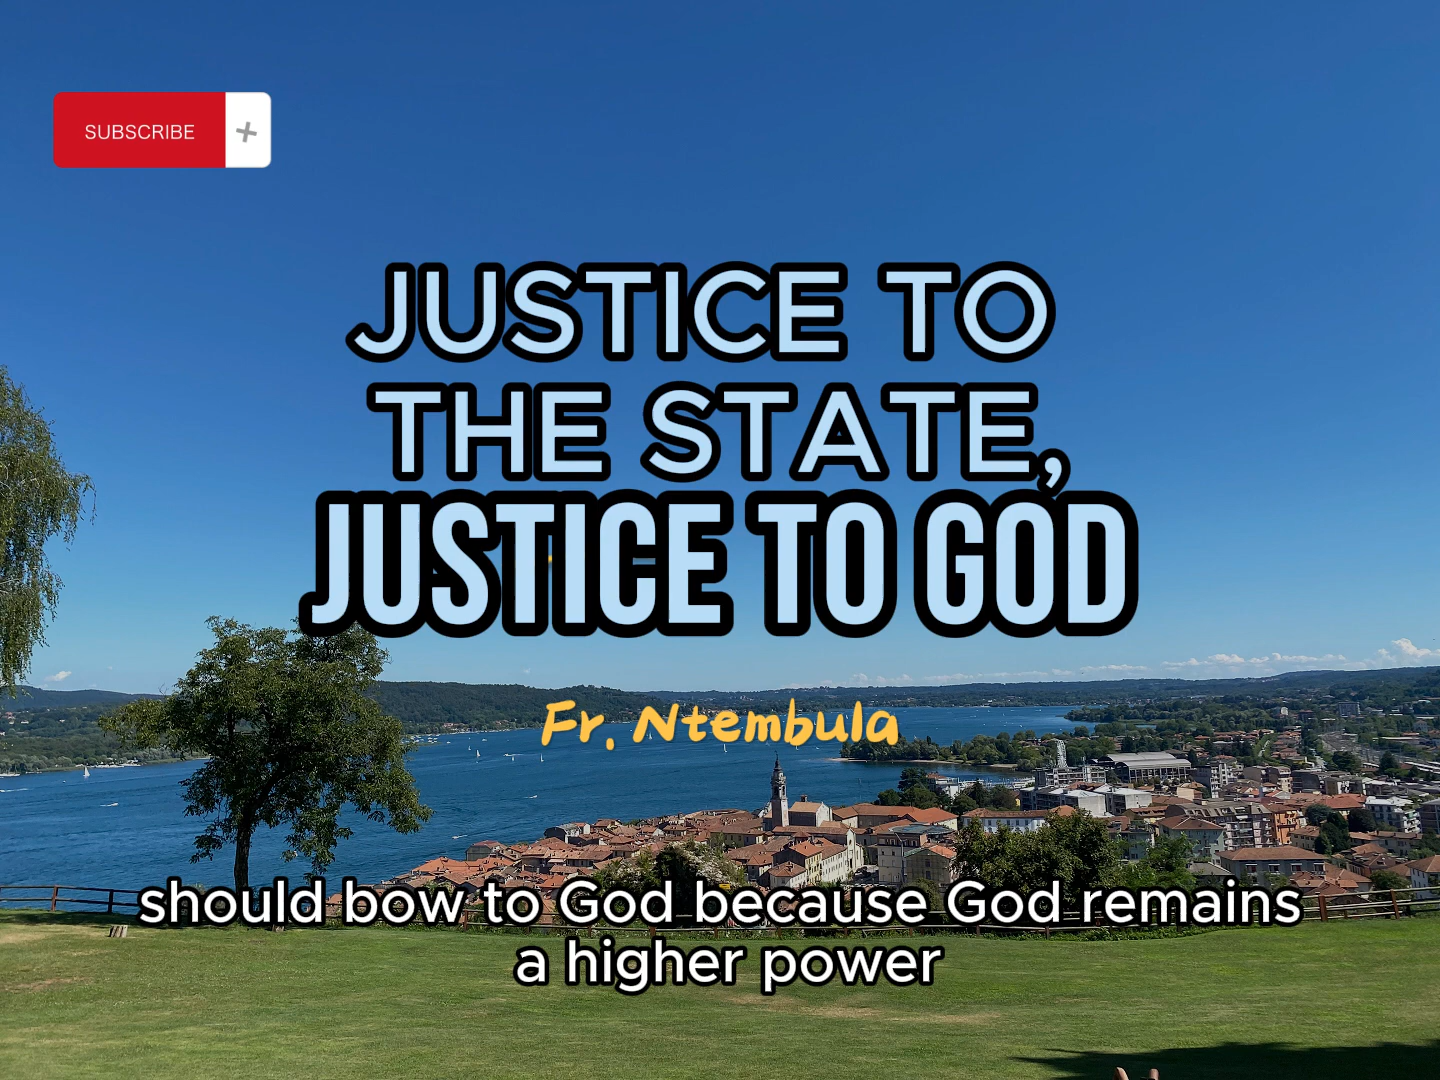 SUBSCRIBE +
JUSTICE TO
THE STATE,
JUSTICE TO GOD
Fr. Ntembula
should bow to God because God remains
a higher power